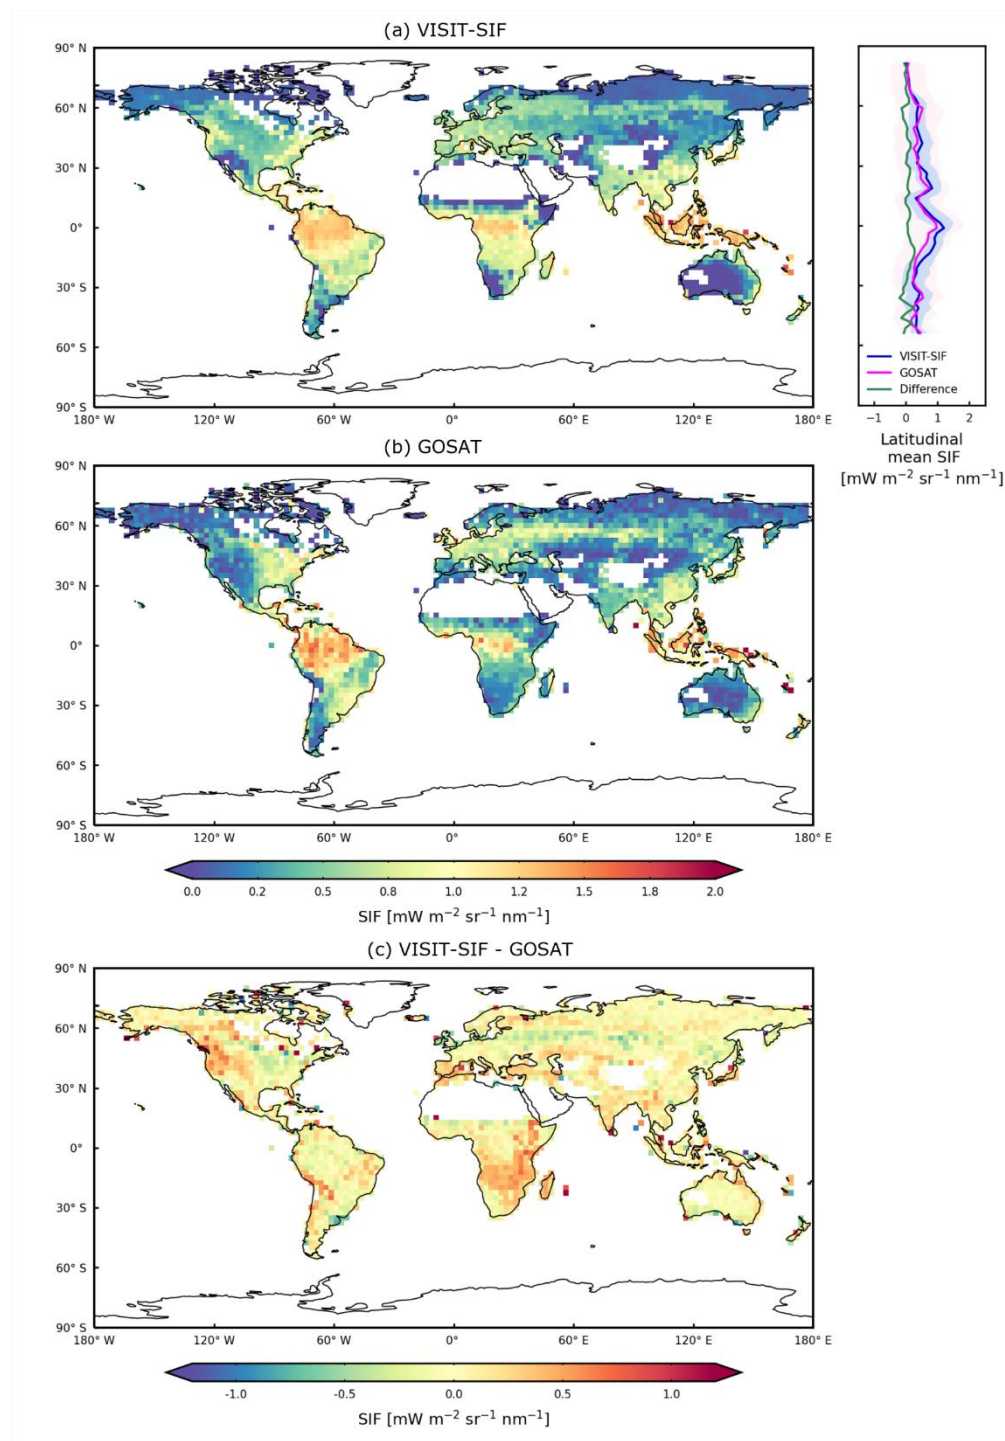 (a) VISIT-SIF
90° N
60° N
30° N
0°
30° S
60° S
90° S
180° W 120° W 60° W 0° 60° E 120° E 180° E
VISIT-SIF
GOSAT
Difference
−1 0 1 2
Latitudinal
mean SIF
[mW m⁻² sr⁻¹ nm⁻¹]
(b) GOSAT
90° N
60° N
30° N
0°
30° S
60° S
90° S
180° W 120° W 60° W 0° 60° E 120° E 180° E
0.0 0.2 0.5 0.8 1.0 1.2 1.5 1.8 2.0
SIF [mW m⁻² sr⁻¹ nm⁻¹]
(c) VISIT-SIF - GOSAT
90° N
60° N
30° N
0°
30° S
60° S
90° S
180° W 120° W 60° W 0° 60° E 120° E 180° E
-1.0 -0.5 0.0 0.5 1.0
SIF [mW m⁻² sr⁻¹ nm⁻¹]